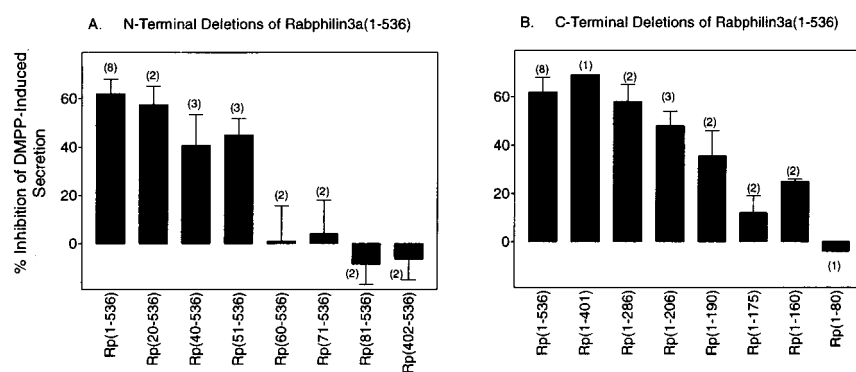 A. N-Terminal Deletions of Rabphilin3a(1-536)
% Inhibition of DMPP-Induced
Secretion
60
40
20
0
(8)
(2)
(3)
(3)
(2)
(2)
(2)
(2)
Rp(1-536)
Rp(20-536)
Rp(40-536)
Rp(51-536)
Rp(60-536)
Rp(71-536)
Rp(81-536)
Rp(402-536)
B. C-Terminal Deletions of Rabphilin3a(1-536)
60
40
20
0
(8)
(1)
(2)
(3)
(2)
(2)
(2)
(1)
Rp(1-536)
Rp(1-401)
Rp(1-286)
Rp(1-206)
Rp(1-190)
Rp(1-175)
Rp(1-160)
Rp(1-80)